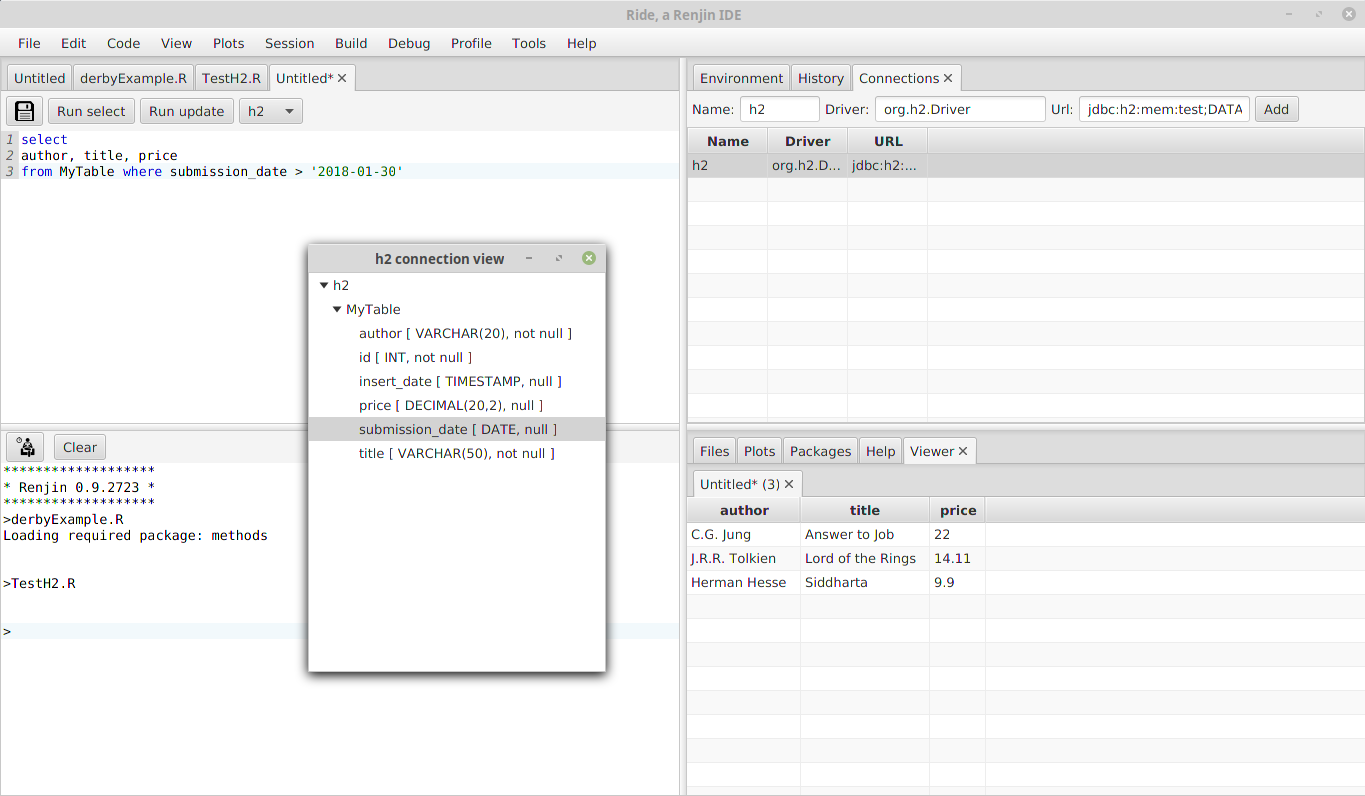 Ride, a Renjin IDE
File Edit Code View Plots Session Build Debug Profile Tools Help
Untitled derbyExample.R TestH2.R Untitled*
Run select Run update h2
1 select
2 author, title, price
3 from MyTable where submission_date > '2018-01-30'
Environment History Connections
Name: h2 Driver: org.h2.Driver Url: jdbc:h2:mem:test;DATA Add
Name Driver URL
h2 org.h2.D... jdbc:h2:...
h2 connection view
h2
MyTable
author [ VARCHAR(20), not null ]
id [ INT, not null ]
insert_date [ TIMESTAMP, null ]
price [ DECIMAL(20,2), null ]
submission_date [ DATE, null ]
title [ VARCHAR(50), not null ]
Clear
*******************
* Renjin 0.9.2723 *
*******************
>derbyExample.R
Loading required package: methods
>TestH2.R
>
Files Plots Packages Help Viewer
Untitled* (3)
author title price
C.G. Jung Answer to Job 22
J.R.R. Tolkien Lord of the Rings 14.11
Herman Hesse Siddharta 9.9